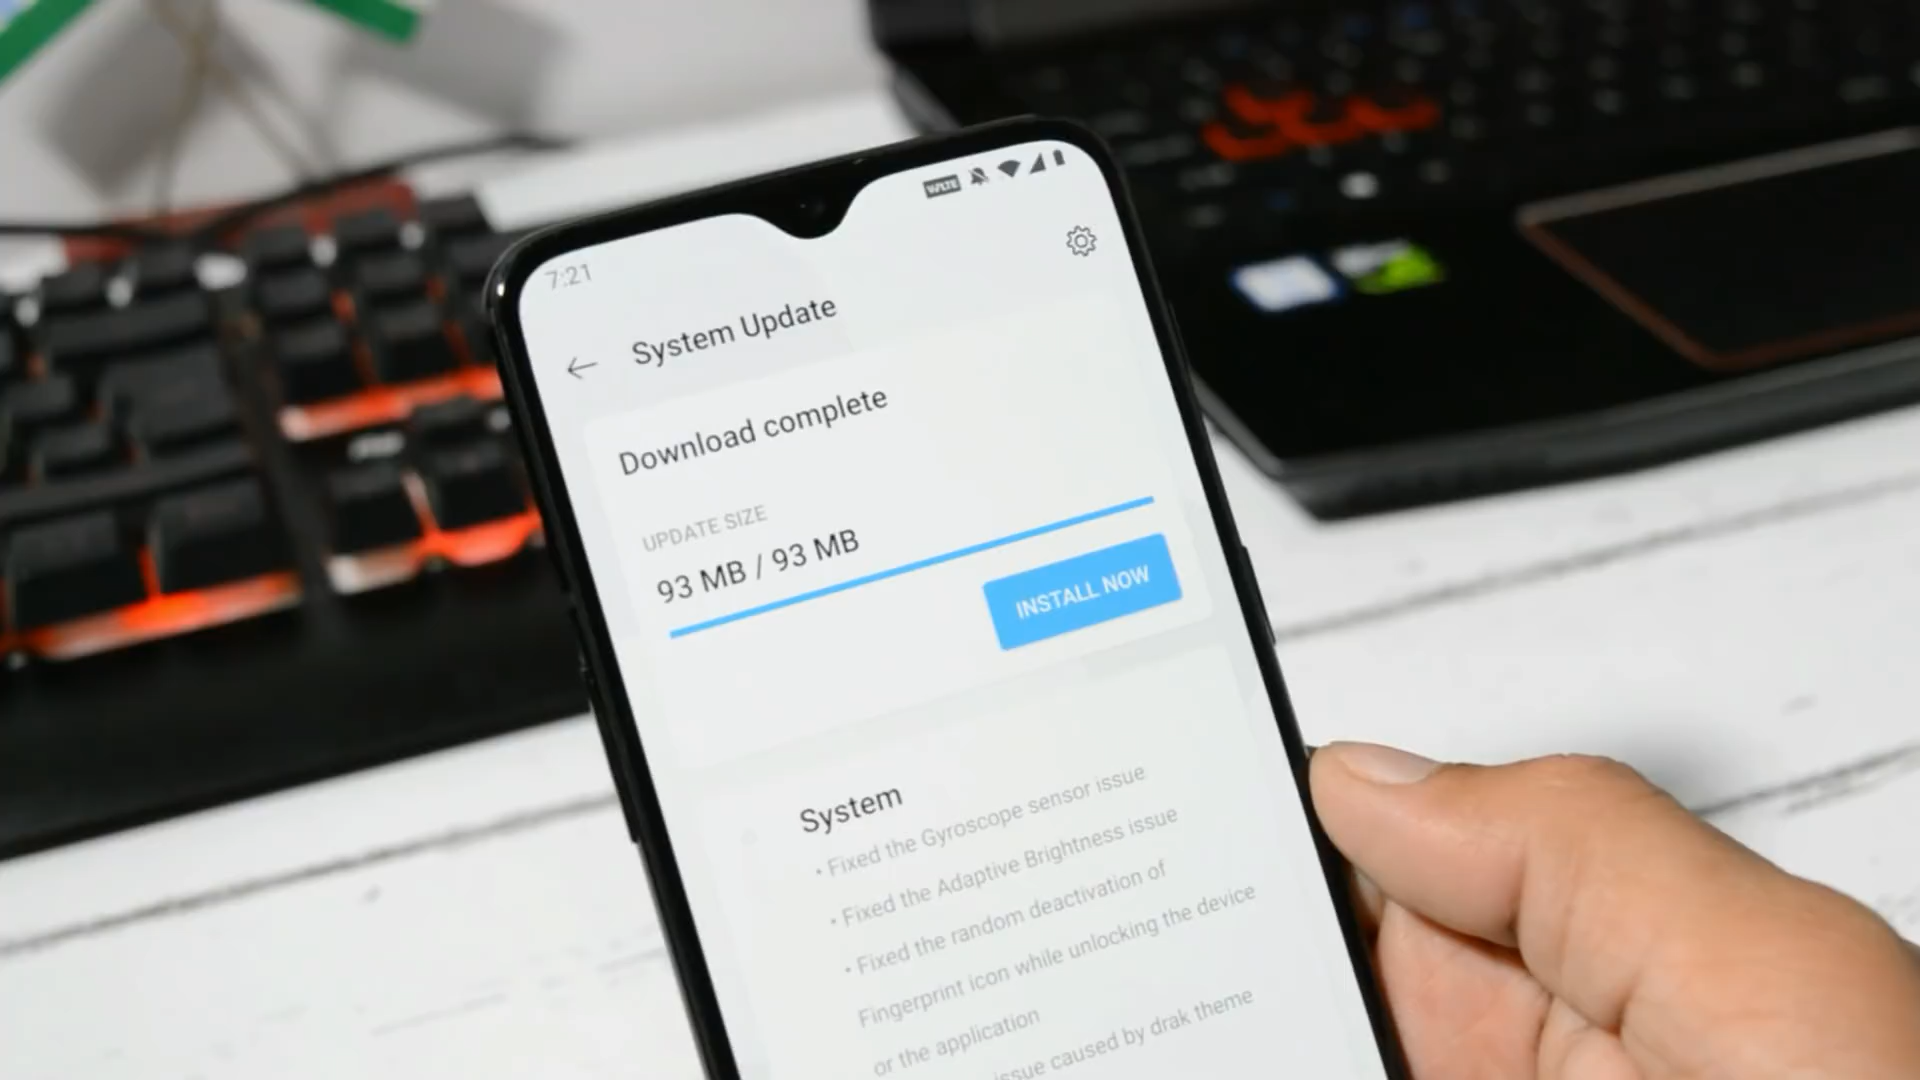 VoLTE
7:21
System Update
Download complete
UPDATE SIZE
93 MB / 93 MB
INSTALL NOW
System
• Fixed the Gyroscope sensor issue
• Fixed the Adaptive Brightness issue
• Fixed the random deactivation of
Fingerprint icon while unlocking the device
or the application
issue caused by drak theme